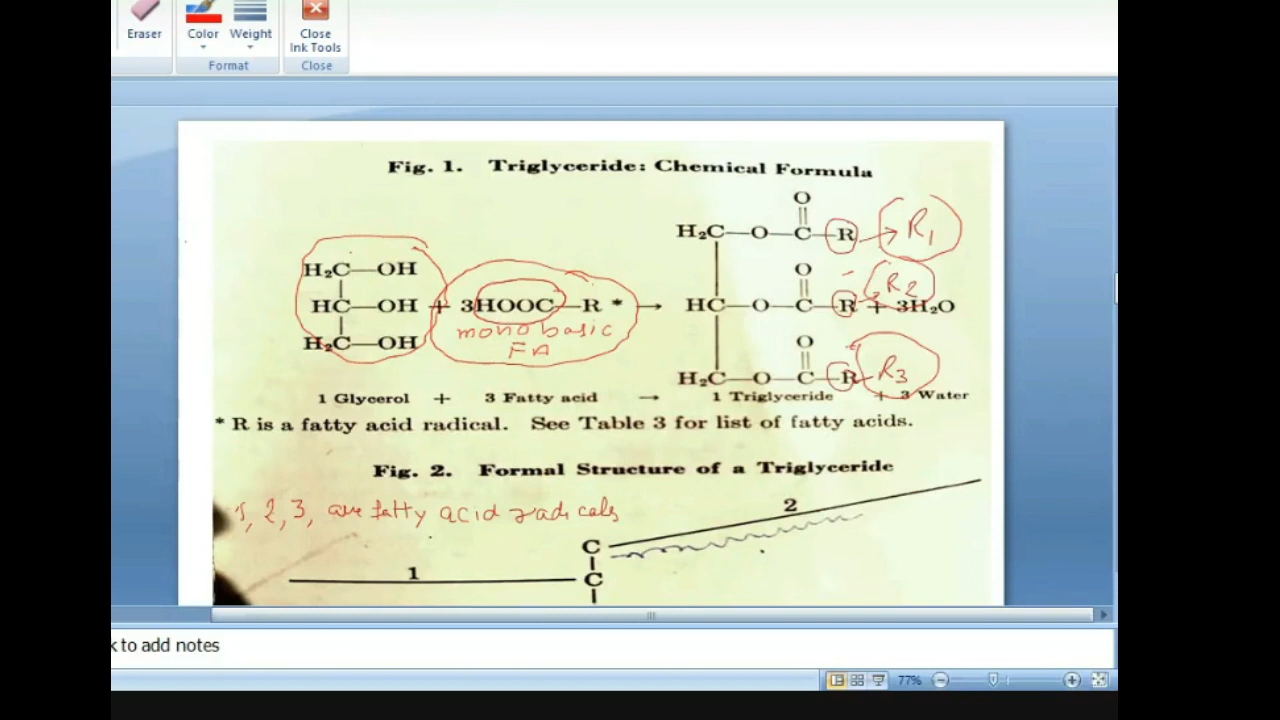 Eraser
Color
Weight
Close
Ink Tools
Format
Close
Fig. 1. Triglyceride: Chemical Formula
H₂C—OH
HC—OH + 3HOOC—R * →
H₂C—OH
monobasic
FA
O
H₂C—O—C—R → R1
O
HC—O—C—R R2 + 3H₂O
O
H₂C—O—C—R R3
1 Glycerol + 3 Fatty acid → 1 Triglyceride + 3 Water
* R is a fatty acid radical. See Table 3 for list of fatty acids.
Fig. 2. Formal Structure of a Triglyceride
1, 2, 3, are fatty acid radicals
2
C
C
1
k to add notes
77%